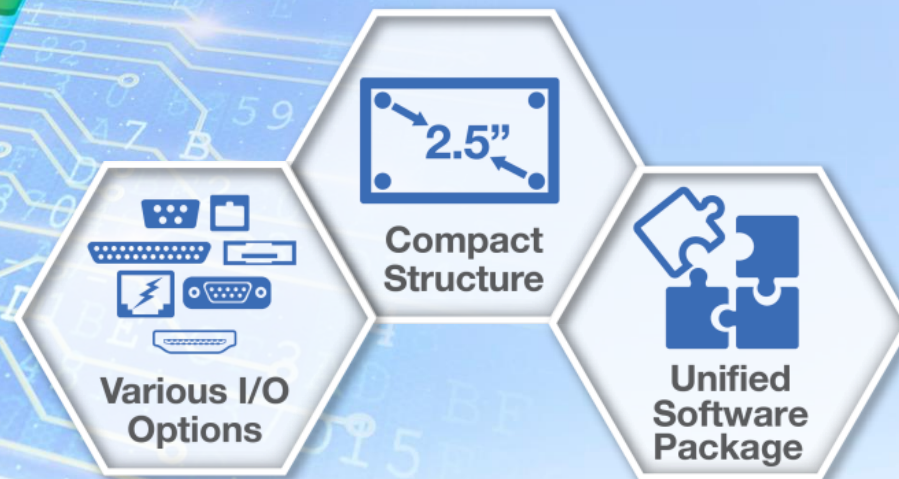 2.5”
Compact
Structure
Various I/O
Options
Unified
Software
Package